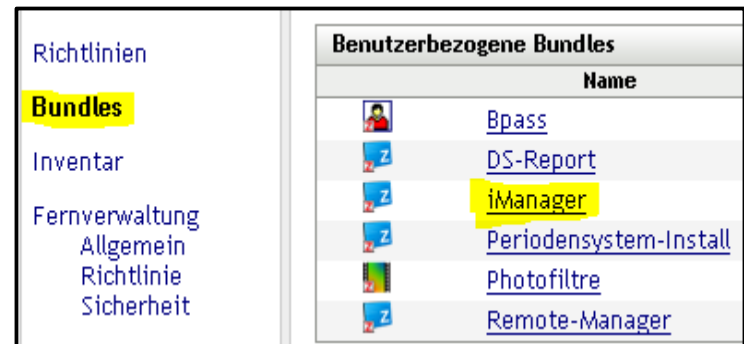 Richtlinien
Bundles
Inventar
Fernverwaltung
Allgemein
Richtlinie
Sicherheit
Benutzerbezogene Bundles
Name
Bpass
DS-Report
iManager
Periodensystem-Install
Photofiltre
Remote-Manager